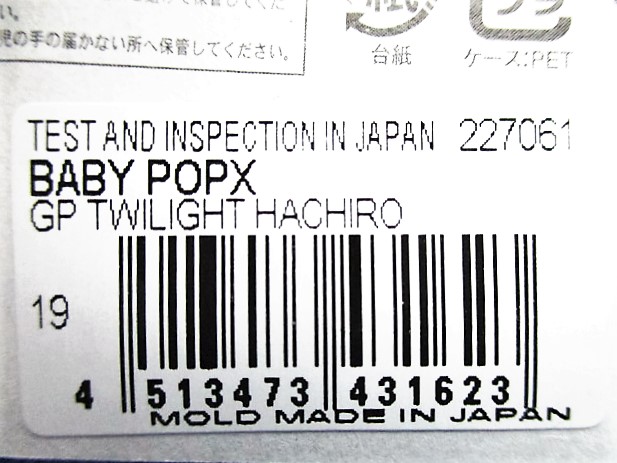 い。
児の手の届かない所へ保管してください。
台紙
ケース:PET
TEST AND INSPECTION IN JAPAN 227061
BABY POPX
GP TWILIGHT HACHIRO
19
4 513473 431623
MOLD MADE IN JAPAN